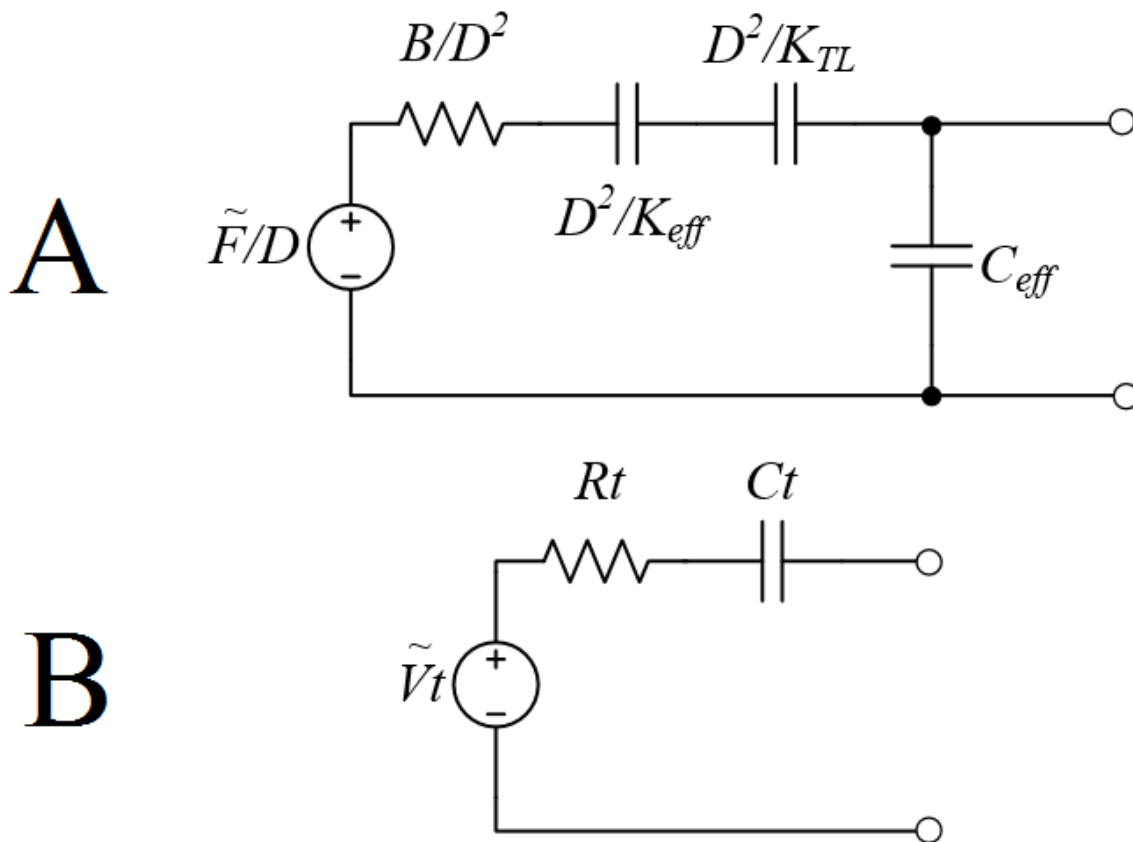 B/D²
D²/K_TL
A
F̃/D
+
−
D²/K_eff
C_eff
Rt
Ct
B
Ṽt
+
−